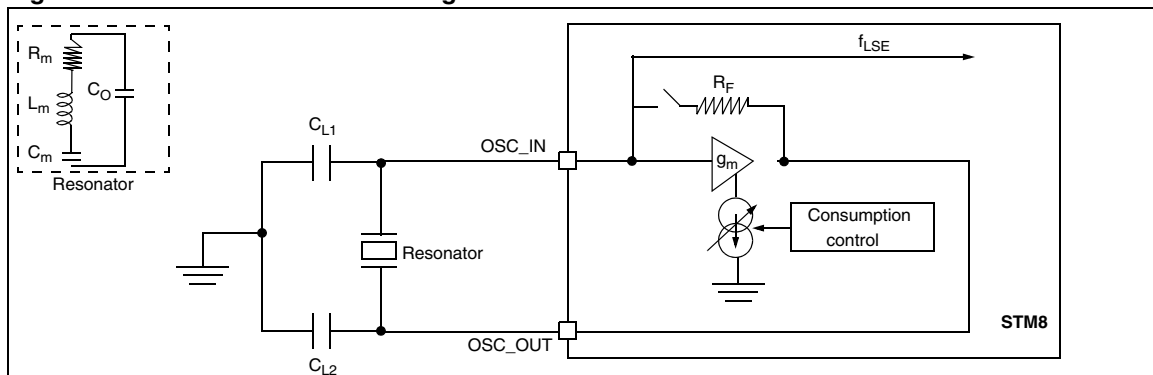 R_m
L_m
C_m
C_O
Resonator
C_L1
C_L2
Resonator
OSC_IN
OSC_OUT
f_LSE
R_F
g_m
Consumption
control
STM8